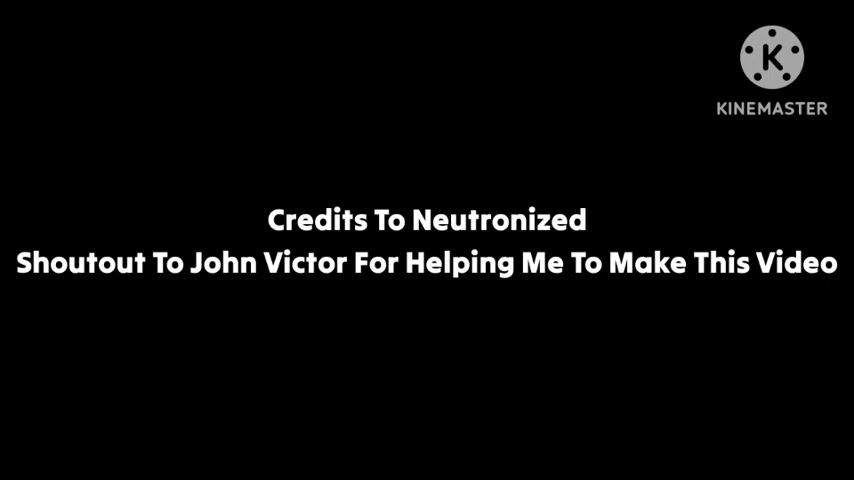 K
KINEMASTER
Credits To Neutronized
Shoutout To John Victor For Helping Me To Make This Video